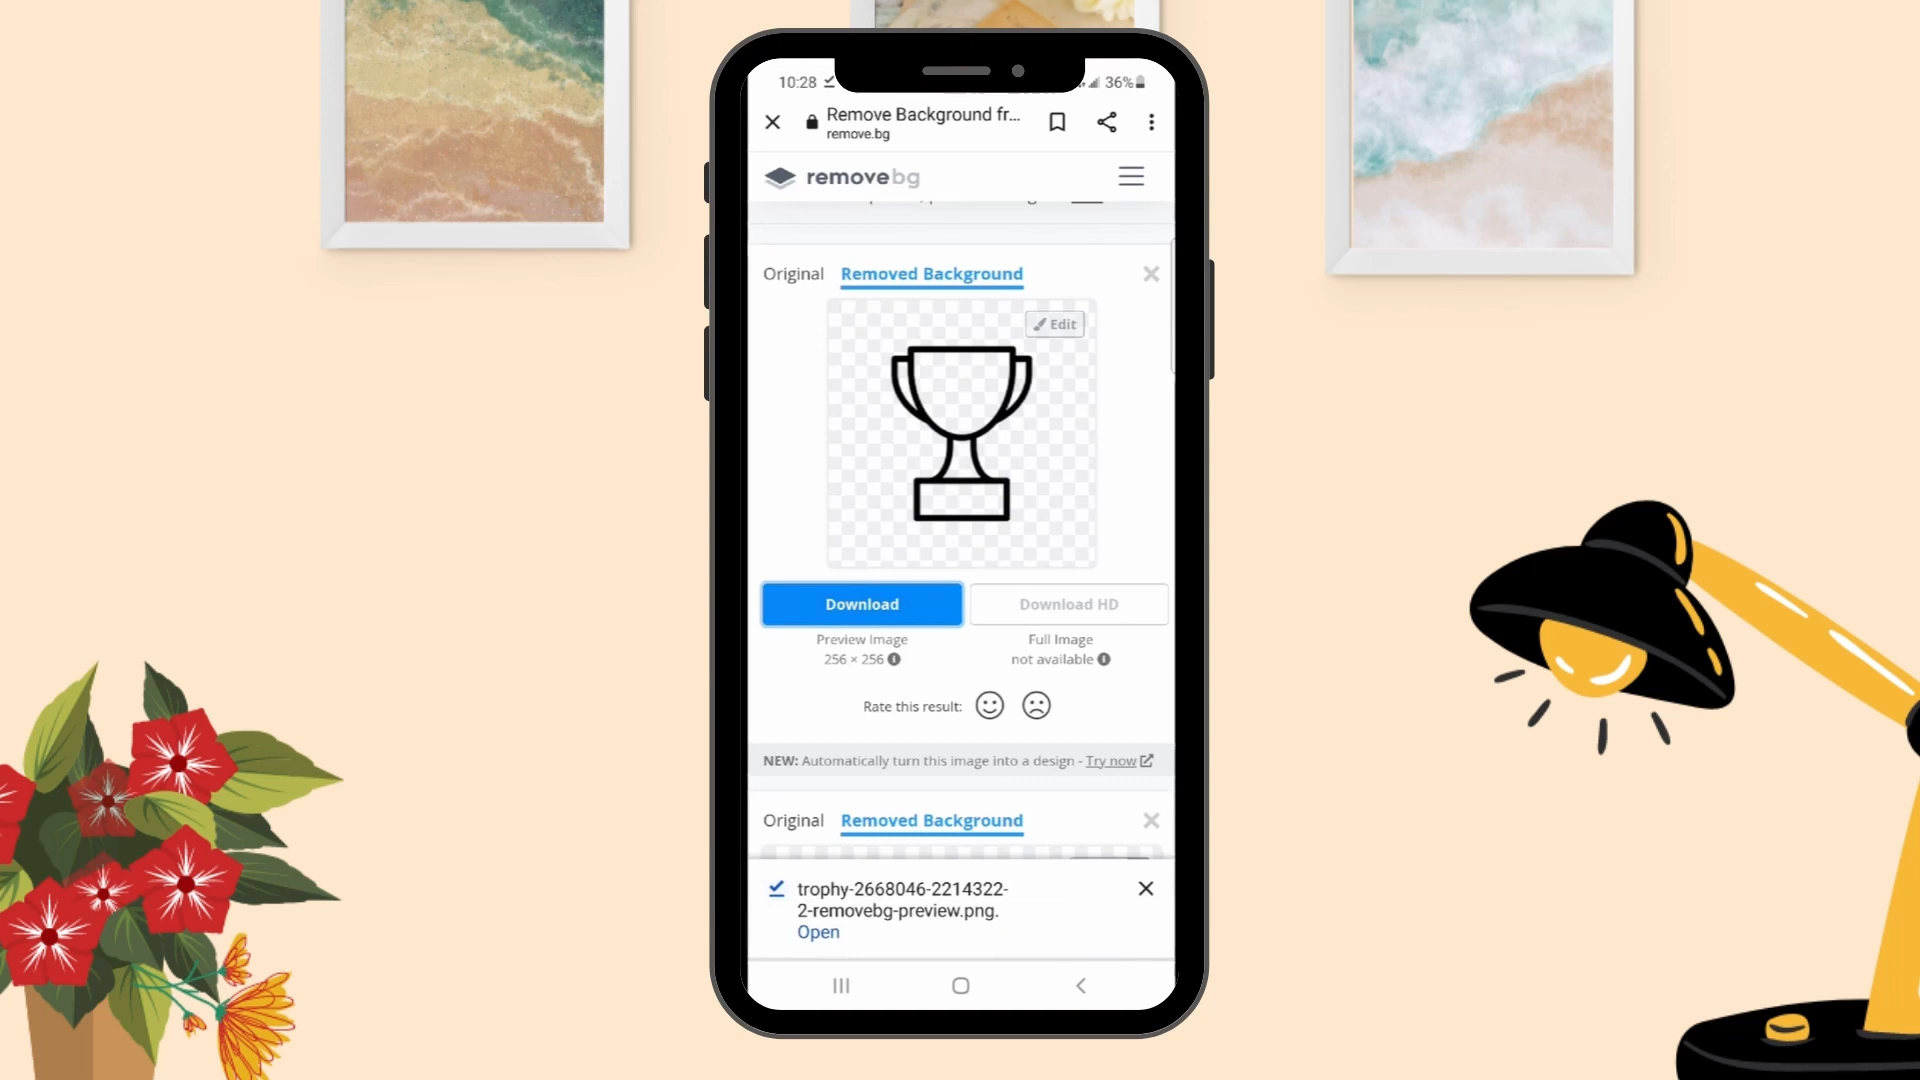 10:28
36%
Remove Background fr...
remove.bg
removebg
Original Removed Background
Edit
Download Download HD
Preview Image Full Image
256 × 256 not available
Rate this result:
NEW: Automatically turn this image into a design - Try now
Original Removed Background
trophy-2668046-2214322-
2-removebg-preview.png.
Open